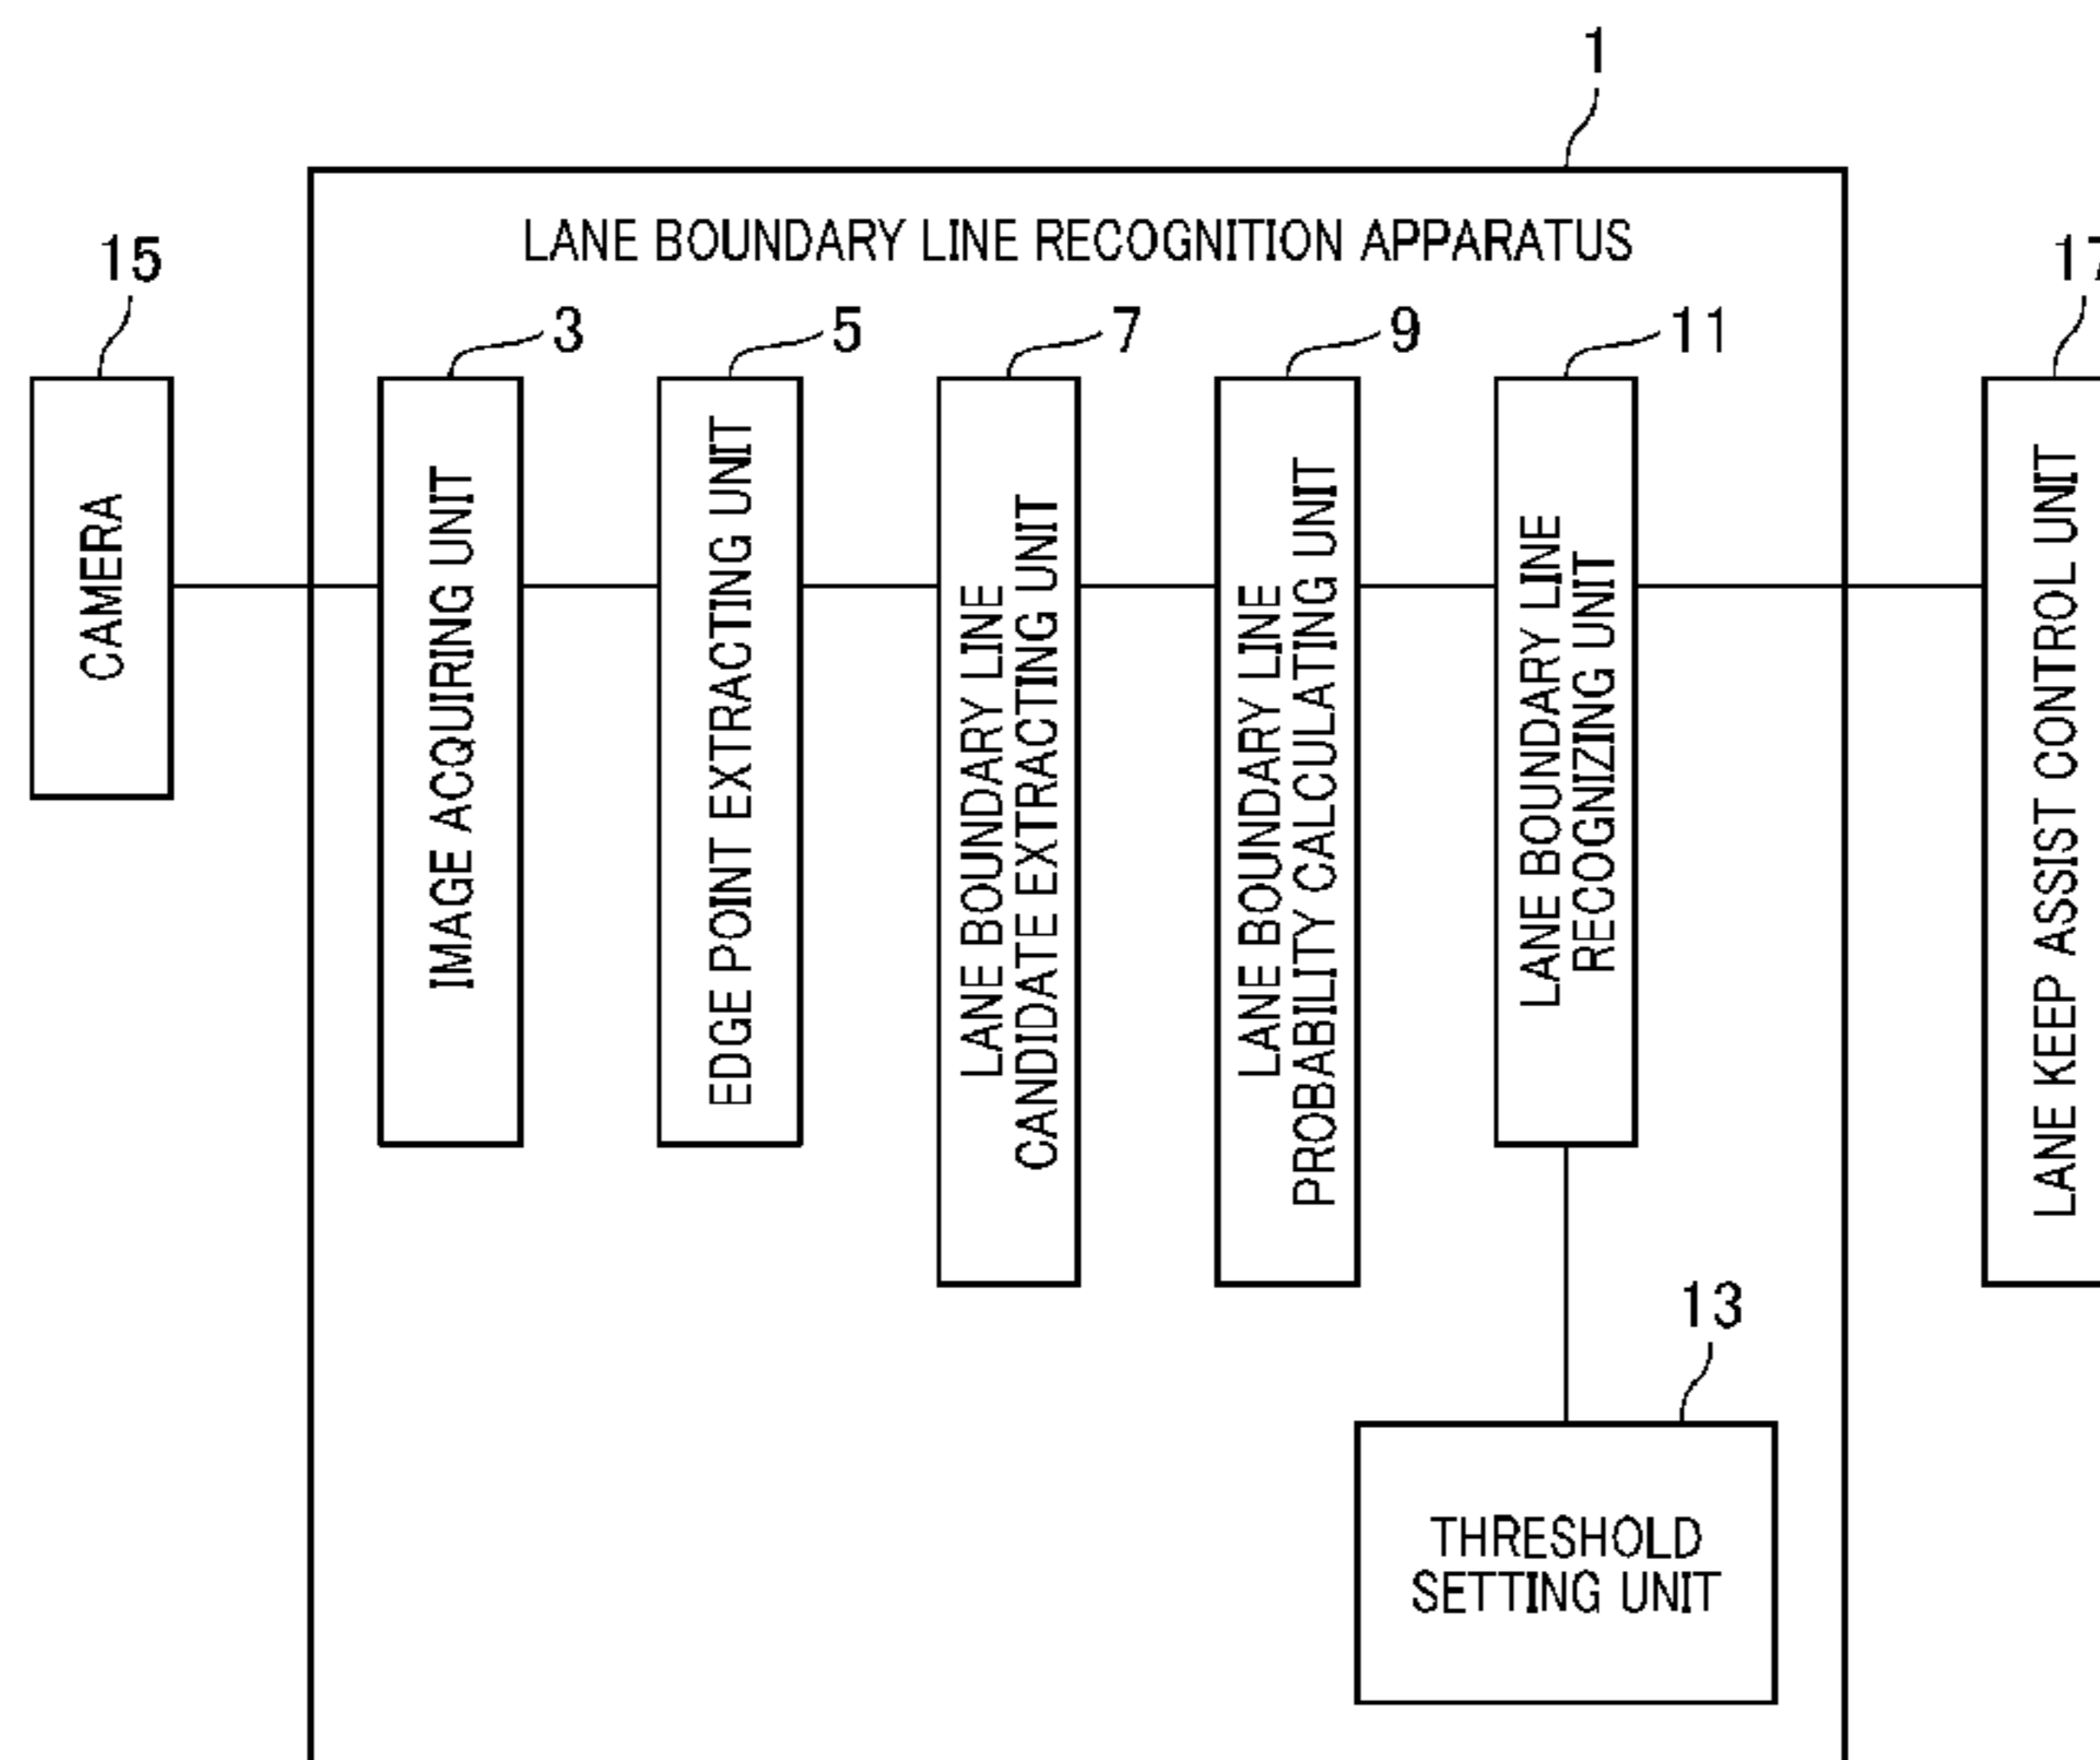 1
LANE BOUNDARY LINE RECOGNITION APPARATUS
15
3
5
7
9
11
17
CAMERA
IMAGE ACQUIRING UNIT
EDGE POINT EXTRACTING UNIT
LANE BOUNDARY LINE
CANDIDATE EXTRACTING UNIT
LANE BOUNDARY LINE
PROBABILITY CALCULATING UNIT
LANE BOUNDARY LINE
RECOGNIZING UNIT
LANE KEEP ASSIST CONTROL UNIT
13
THRESHOLD
SETTING UNIT